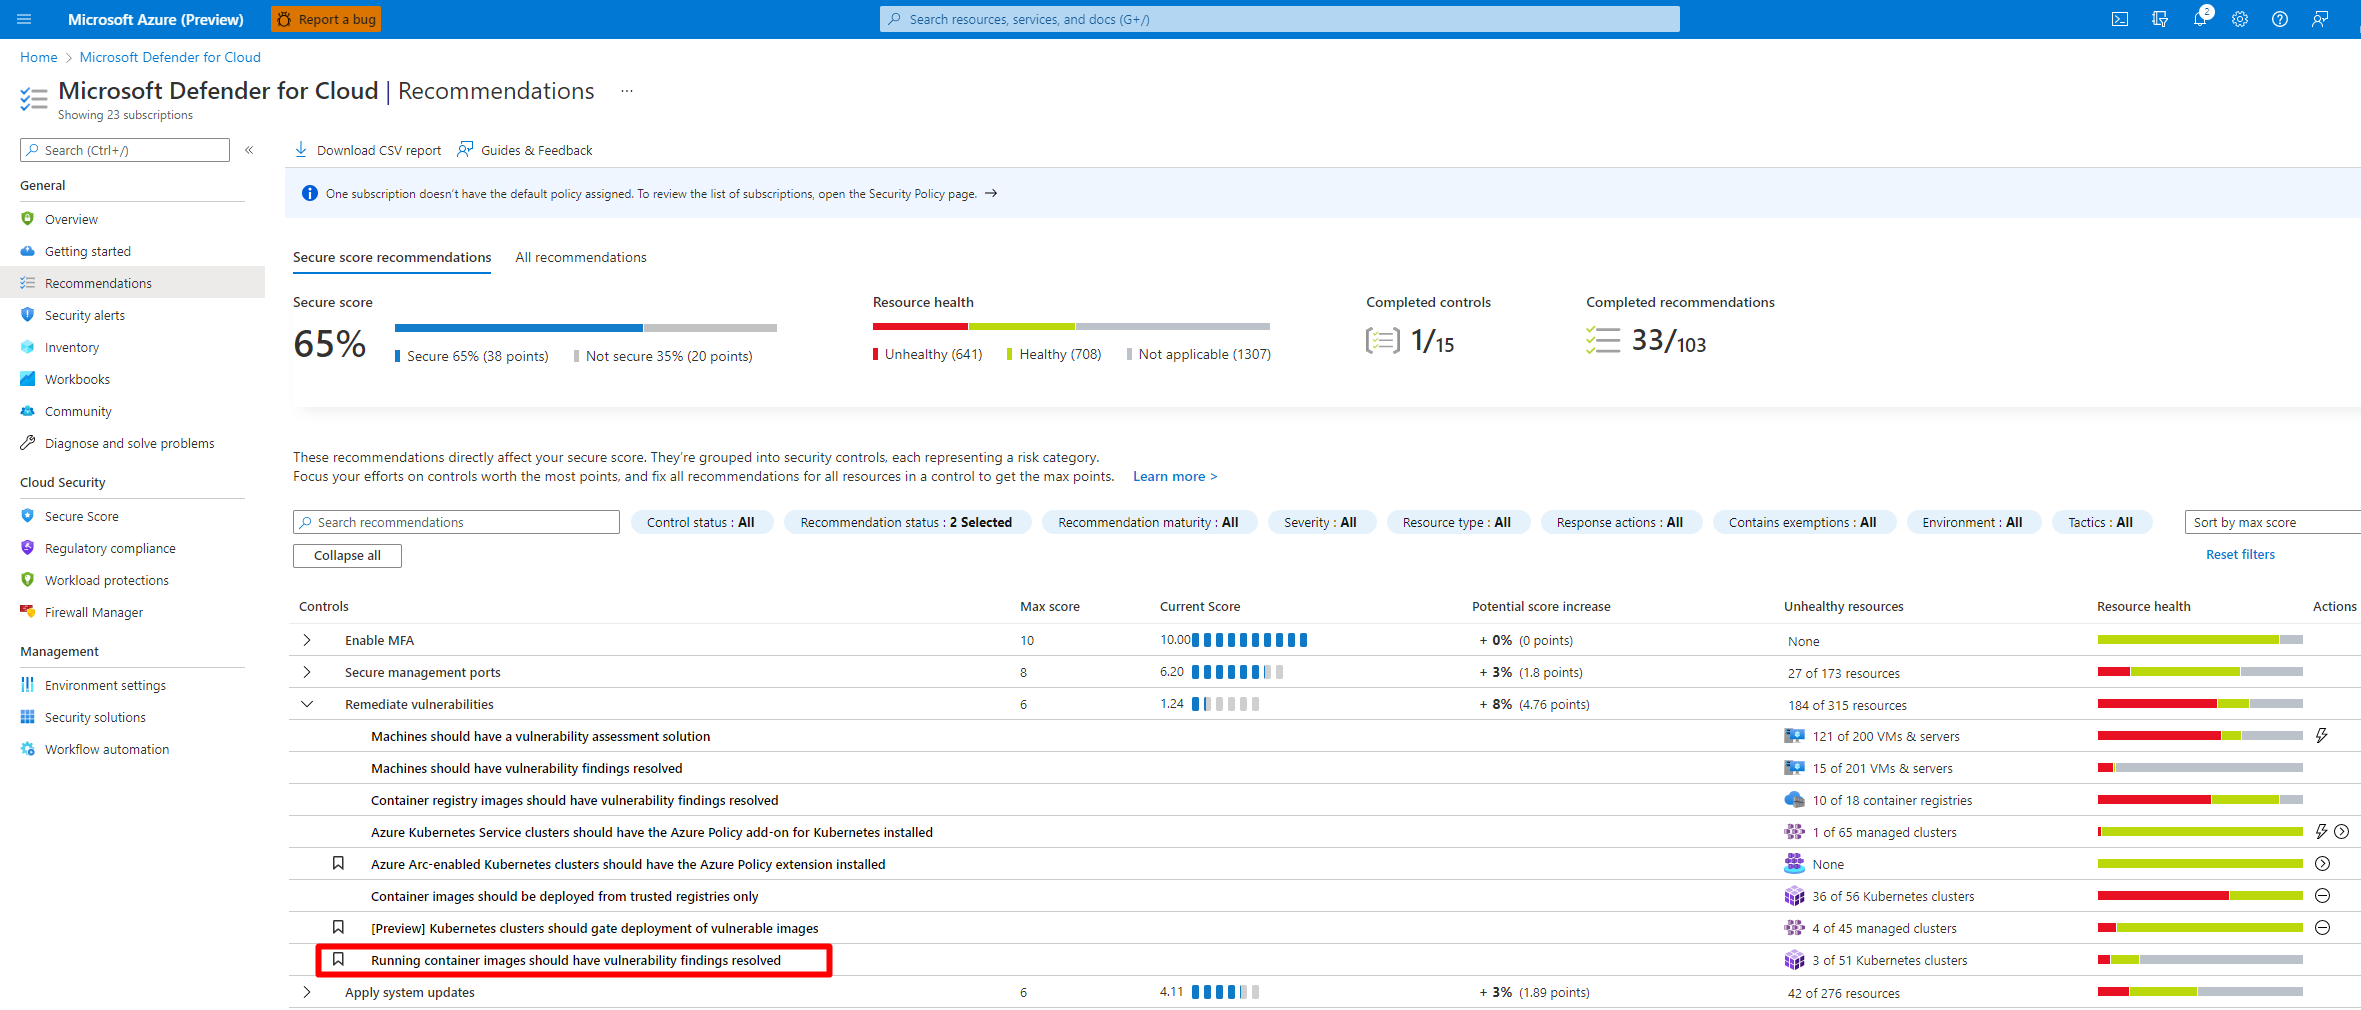 Microsoft Azure (Preview)
Report a bug
Search resources, services, and docs (G+/)
2
Home > Microsoft Defender for Cloud
Microsoft Defender for Cloud | Recommendations ...
Showing 23 subscriptions
Search (Ctrl+/)
«
General
Overview
Getting started
Recommendations
Security alerts
Inventory
Workbooks
Community
Diagnose and solve problems
Cloud Security
Secure Score
Regulatory compliance
Workload protections
Firewall Manager
Management
Environment settings
Security solutions
Workflow automation
Download CSV report
Guides & Feedback
One subscription doesn't have the default policy assigned. To review the list of subscriptions, open the Security Policy page. →
Secure score recommendations
All recommendations
Secure score
65%
Secure 65% (38 points)
Not secure 35% (20 points)
Resource health
Unhealthy (641)
Healthy (708)
Not applicable (1307)
Completed controls
1/15
Completed recommendations
33/103
These recommendations directly affect your secure score. They're grouped into security controls, each representing a risk category.
Focus your efforts on controls worth the most points, and fix all recommendations for all resources in a control to get the max points. Learn more >
Search recommendations
Control status : All
Recommendation status : 2 Selected
Recommendation maturity : All
Severity : All
Resource type : All
Response actions : All
Contains exemptions : All
Environment : All
Tactics : All
Sort by max score
Collapse all
Reset filters
Controls Max score Current Score Potential score increase Unhealthy resources Resource health Actions
Enable MFA 10 10.00 + 0% (0 points) None
Secure management ports 8 6.20 + 3% (1.8 points) 27 of 173 resources
Remediate vulnerabilities 6 1.24 + 8% (4.76 points) 184 of 315 resources
Machines should have a vulnerability assessment solution 121 of 200 VMs & servers
Machines should have vulnerability findings resolved 15 of 201 VMs & servers
Container registry images should have vulnerability findings resolved 10 of 18 container registries
Azure Kubernetes Service clusters should have the Azure Policy add-on for Kubernetes installed 1 of 65 managed clusters
Azure Arc-enabled Kubernetes clusters should have the Azure Policy extension installed None
Container images should be deployed from trusted registries only 36 of 56 Kubernetes clusters
[Preview] Kubernetes clusters should gate deployment of vulnerable images 4 of 45 managed clusters
Running container images should have vulnerability findings resolved 3 of 51 Kubernetes clusters
Apply system updates 6 4.11 + 3% (1.89 points) 42 of 276 resources